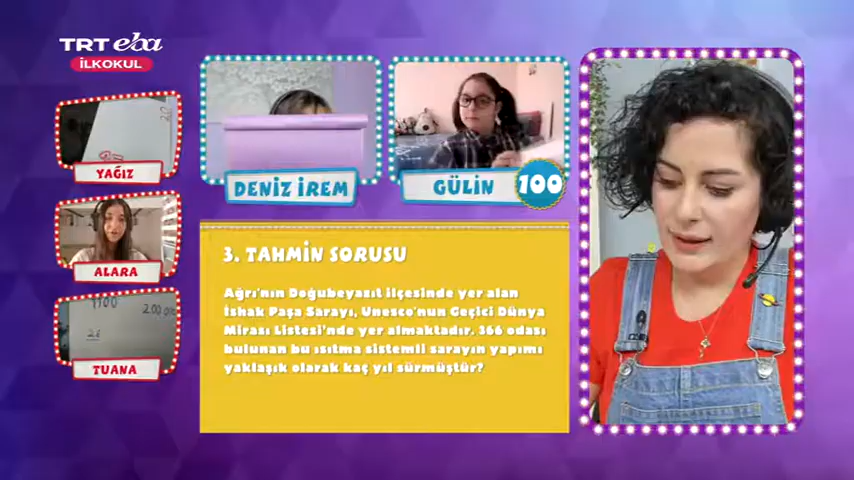 TRT eba
İLKOKUL
YAĞIZ
ALARA
TUANA
DENİZ İREM
GÜLİN
100
3. TAHMİN SORUSU
Ağrı'nın Doğubeyazıt ilçesinde yer alan
İshak Paşa Sarayı, Unesco'nun Geçici Dünya
Mirası Listesi'nde yer almaktadır. 366 odası
bulunan bu ısıtma sistemli sarayın yapımı
yaklaşık olarak kaç yıl sürmüştür?